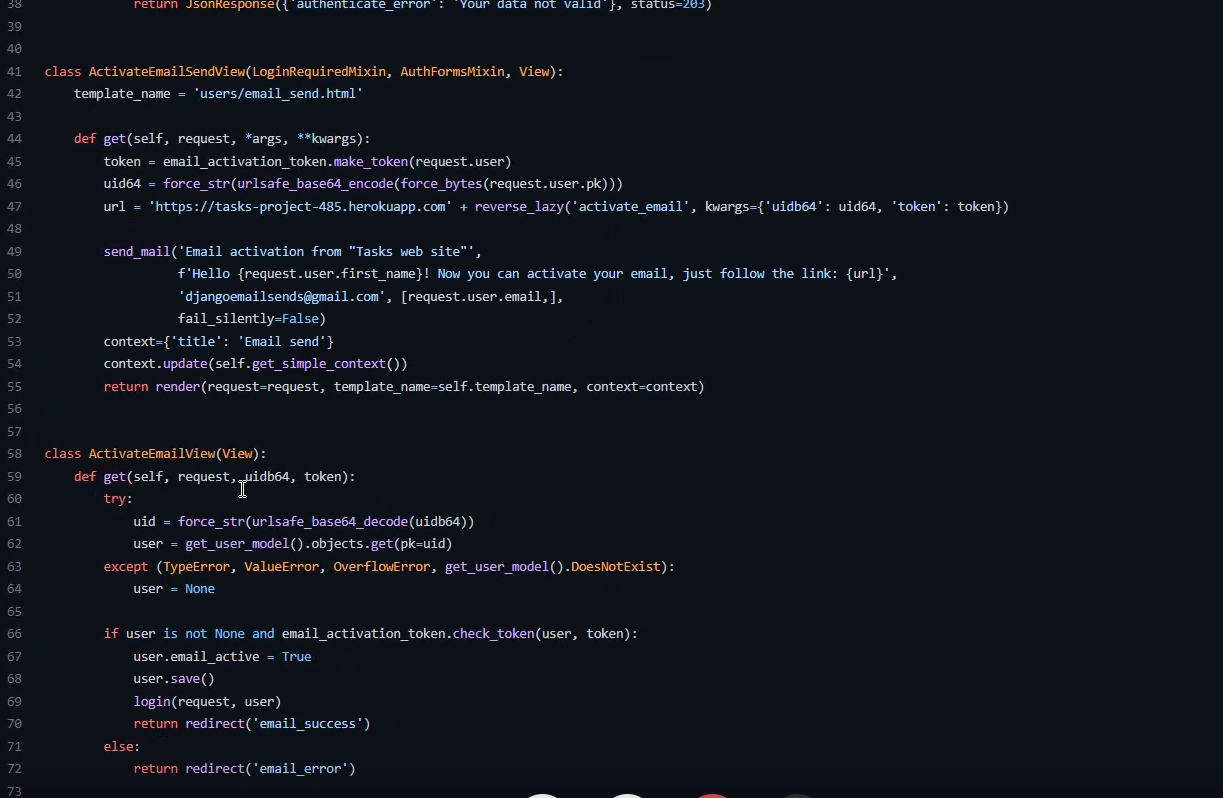 38                 return JsonResponse({'authenticate_error': 'Your data not valid'}, status=203)
39
40
41  class ActivateEmailSendView(LoginRequiredMixin, AuthFormsMixin, View):
42      template_name = 'users/email_send.html'
43
44      def get(self, request, *args, **kwargs):
45          token = email_activation_token.make_token(request.user)
46          uid64 = force_str(urlsafe_base64_encode(force_bytes(request.user.pk)))
47          url = 'https://tasks-project-485.herokuapp.com' + reverse_lazy('activate_email', kwargs={'uidb64': uid64, 'token': token})
48
49          send_mail('Email activation from "Tasks web site"',
50                    f'Hello {request.user.first_name}! Now you can activate your email, just follow the link: {url}',
51                    'djangoemailsends@gmail.com', [request.user.email,],
52                    fail_silently=False)
53          context={'title': 'Email send'}
54          context.update(self.get_simple_context())
55          return render(request=request, template_name=self.template_name, context=context)
56
57
58  class ActivateEmailView(View):
59      def get(self, request, uidb64, token):
60          try:
61              uid = force_str(urlsafe_base64_decode(uidb64))
62              user = get_user_model().objects.get(pk=uid)
63          except (TypeError, ValueError, OverflowError, get_user_model().DoesNotExist):
64              user = None
65
66          if user is not None and email_activation_token.check_token(user, token):
67              user.email_active = True
68              user.save()
69              login(request, user)
70              return redirect('email_success')
71          else:
72              return redirect('email_error')
73